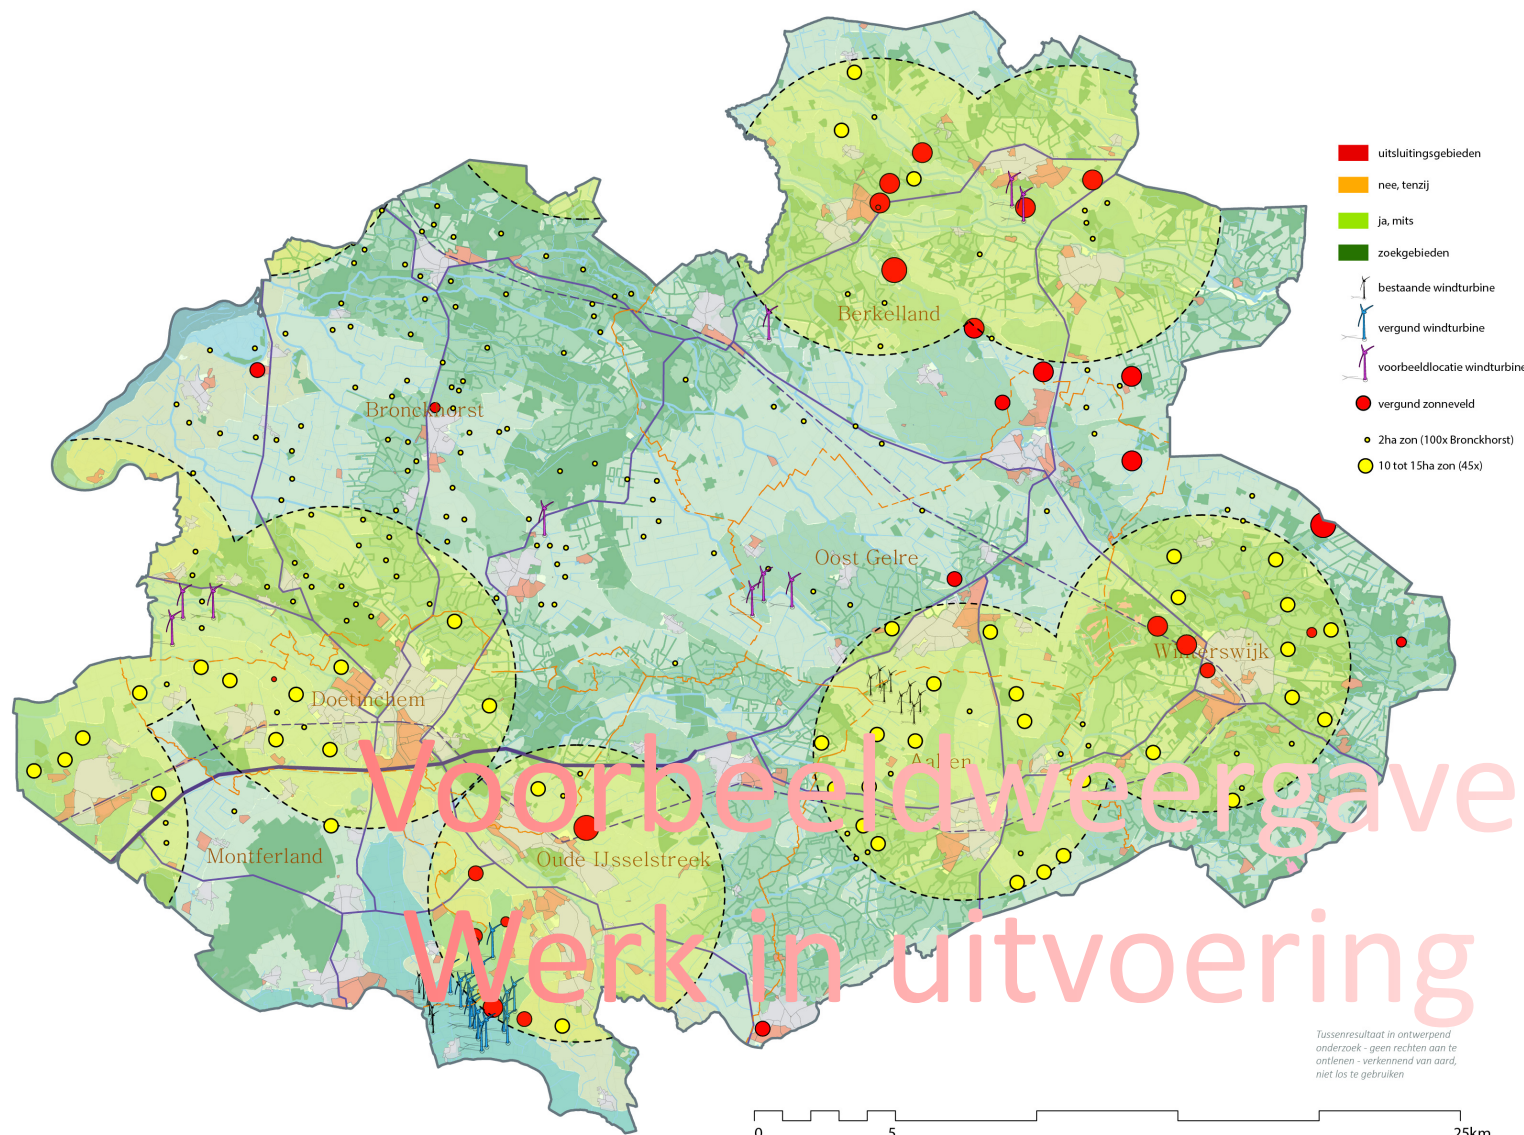 uitsluitingsgebieden
nee, tenzij
ja, mits
zoekgebieden
bestaande windturbine
vergund windturbine
voorbeeldlocatie windturbine
vergund zonneveld
2ha zon (100x Bronckhorst)
10 tot 15ha zon (45x)
Berkelland
Bronckhorst
Oost Gelre
Winterswijk
Doetinchem
Aalten
Montferland
Oude IJsselstreek
Voorbeeldweergave
Werk in uitvoering
Tussenresultaat in ontwerpend
onderzoek - geen rechten aan te
ontlenen - verkennend van aard,
niet los te gebruiken
0 5 25km